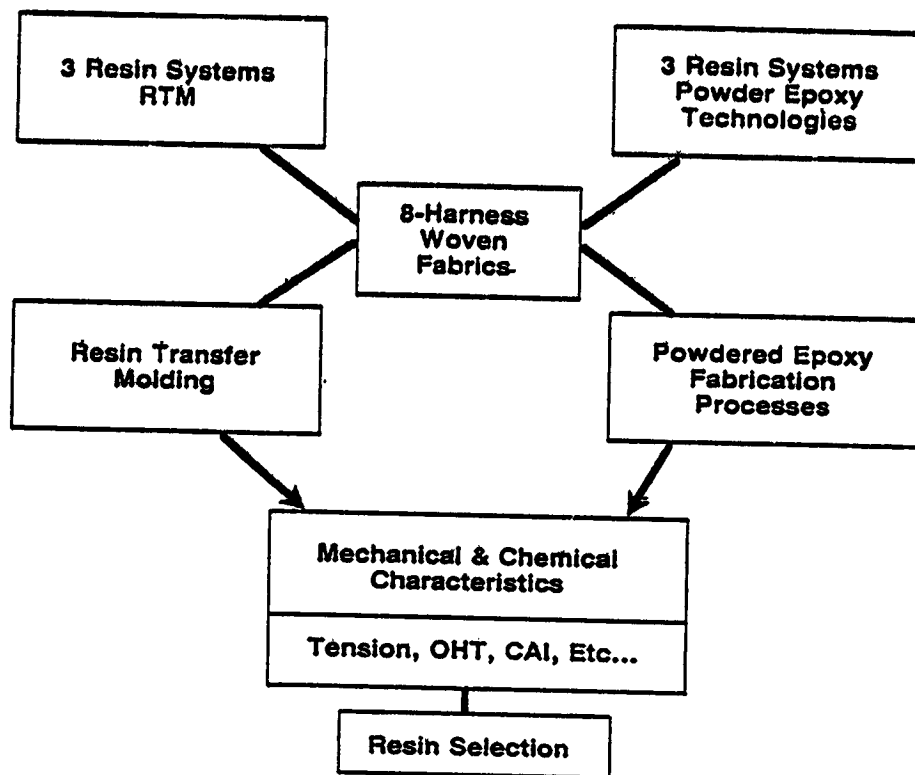 3 Resin Systems
RTM
3 Resin Systems
Powder Epoxy
Technologies
8-Harness
Woven
Fabrics
Resin Transfer
Molding
Powdered Epoxy
Fabrication
Processes
Mechanical & Chemical
Characteristics
Tension, OHT, CAI, Etc...
Resin Selection